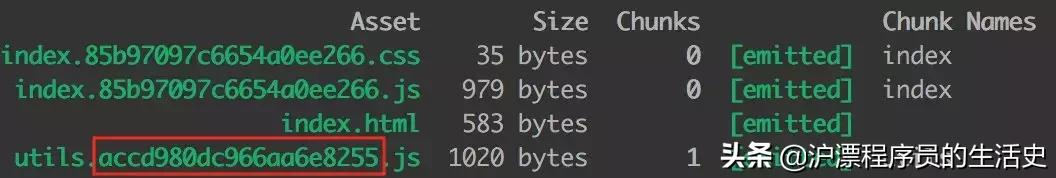 Asset Size Chunks Chunk Names
index.85b97097c6654a0ee266.css 35 bytes 0 [emitted] index
index.85b97097c6654a0ee266.js 979 bytes 0 [emitted] index
index.html 583 bytes [emitted]
utils.accd980dc966aa6e8255.js 1020 bytes 1
头条@沪漂程序员的生活史